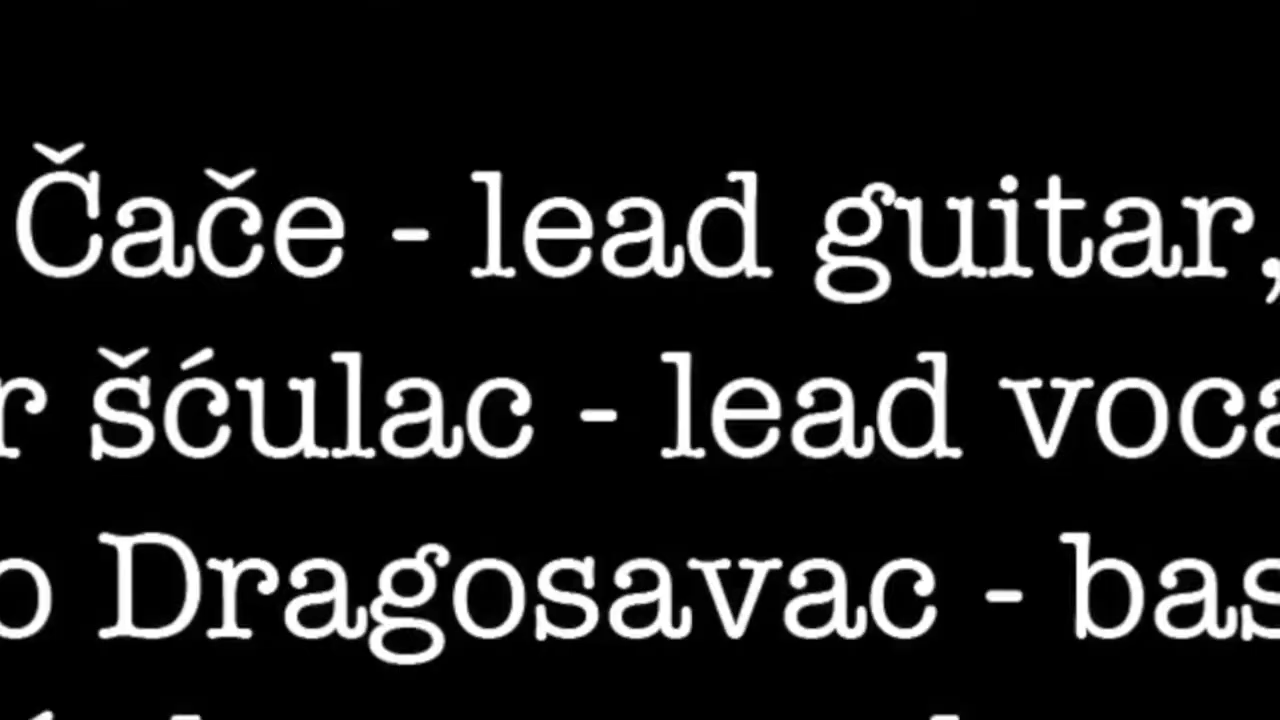 Čače - lead guitar,
r šćulac - lead voca
o Dragosavac - bas